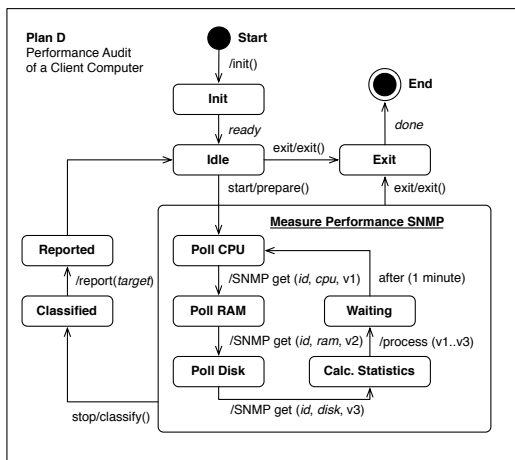 Plan D
Performance Audit
of a Client Computer
Start
/init()
Init
End
ready
done
Idle
exit/exit()
Exit
start/prepare()
exit/exit()
Measure Performance SNMP
Reported
Poll CPU
/report(target)
/SNMP get (id, cpu, v1)
after (1 minute)
Classified
Poll RAM
Waiting
/SNMP get (id, ram, v2)
/process (v1..v3)
Poll Disk
Calc. Statistics
stop/classify()
/SNMP get (id, disk, v3)